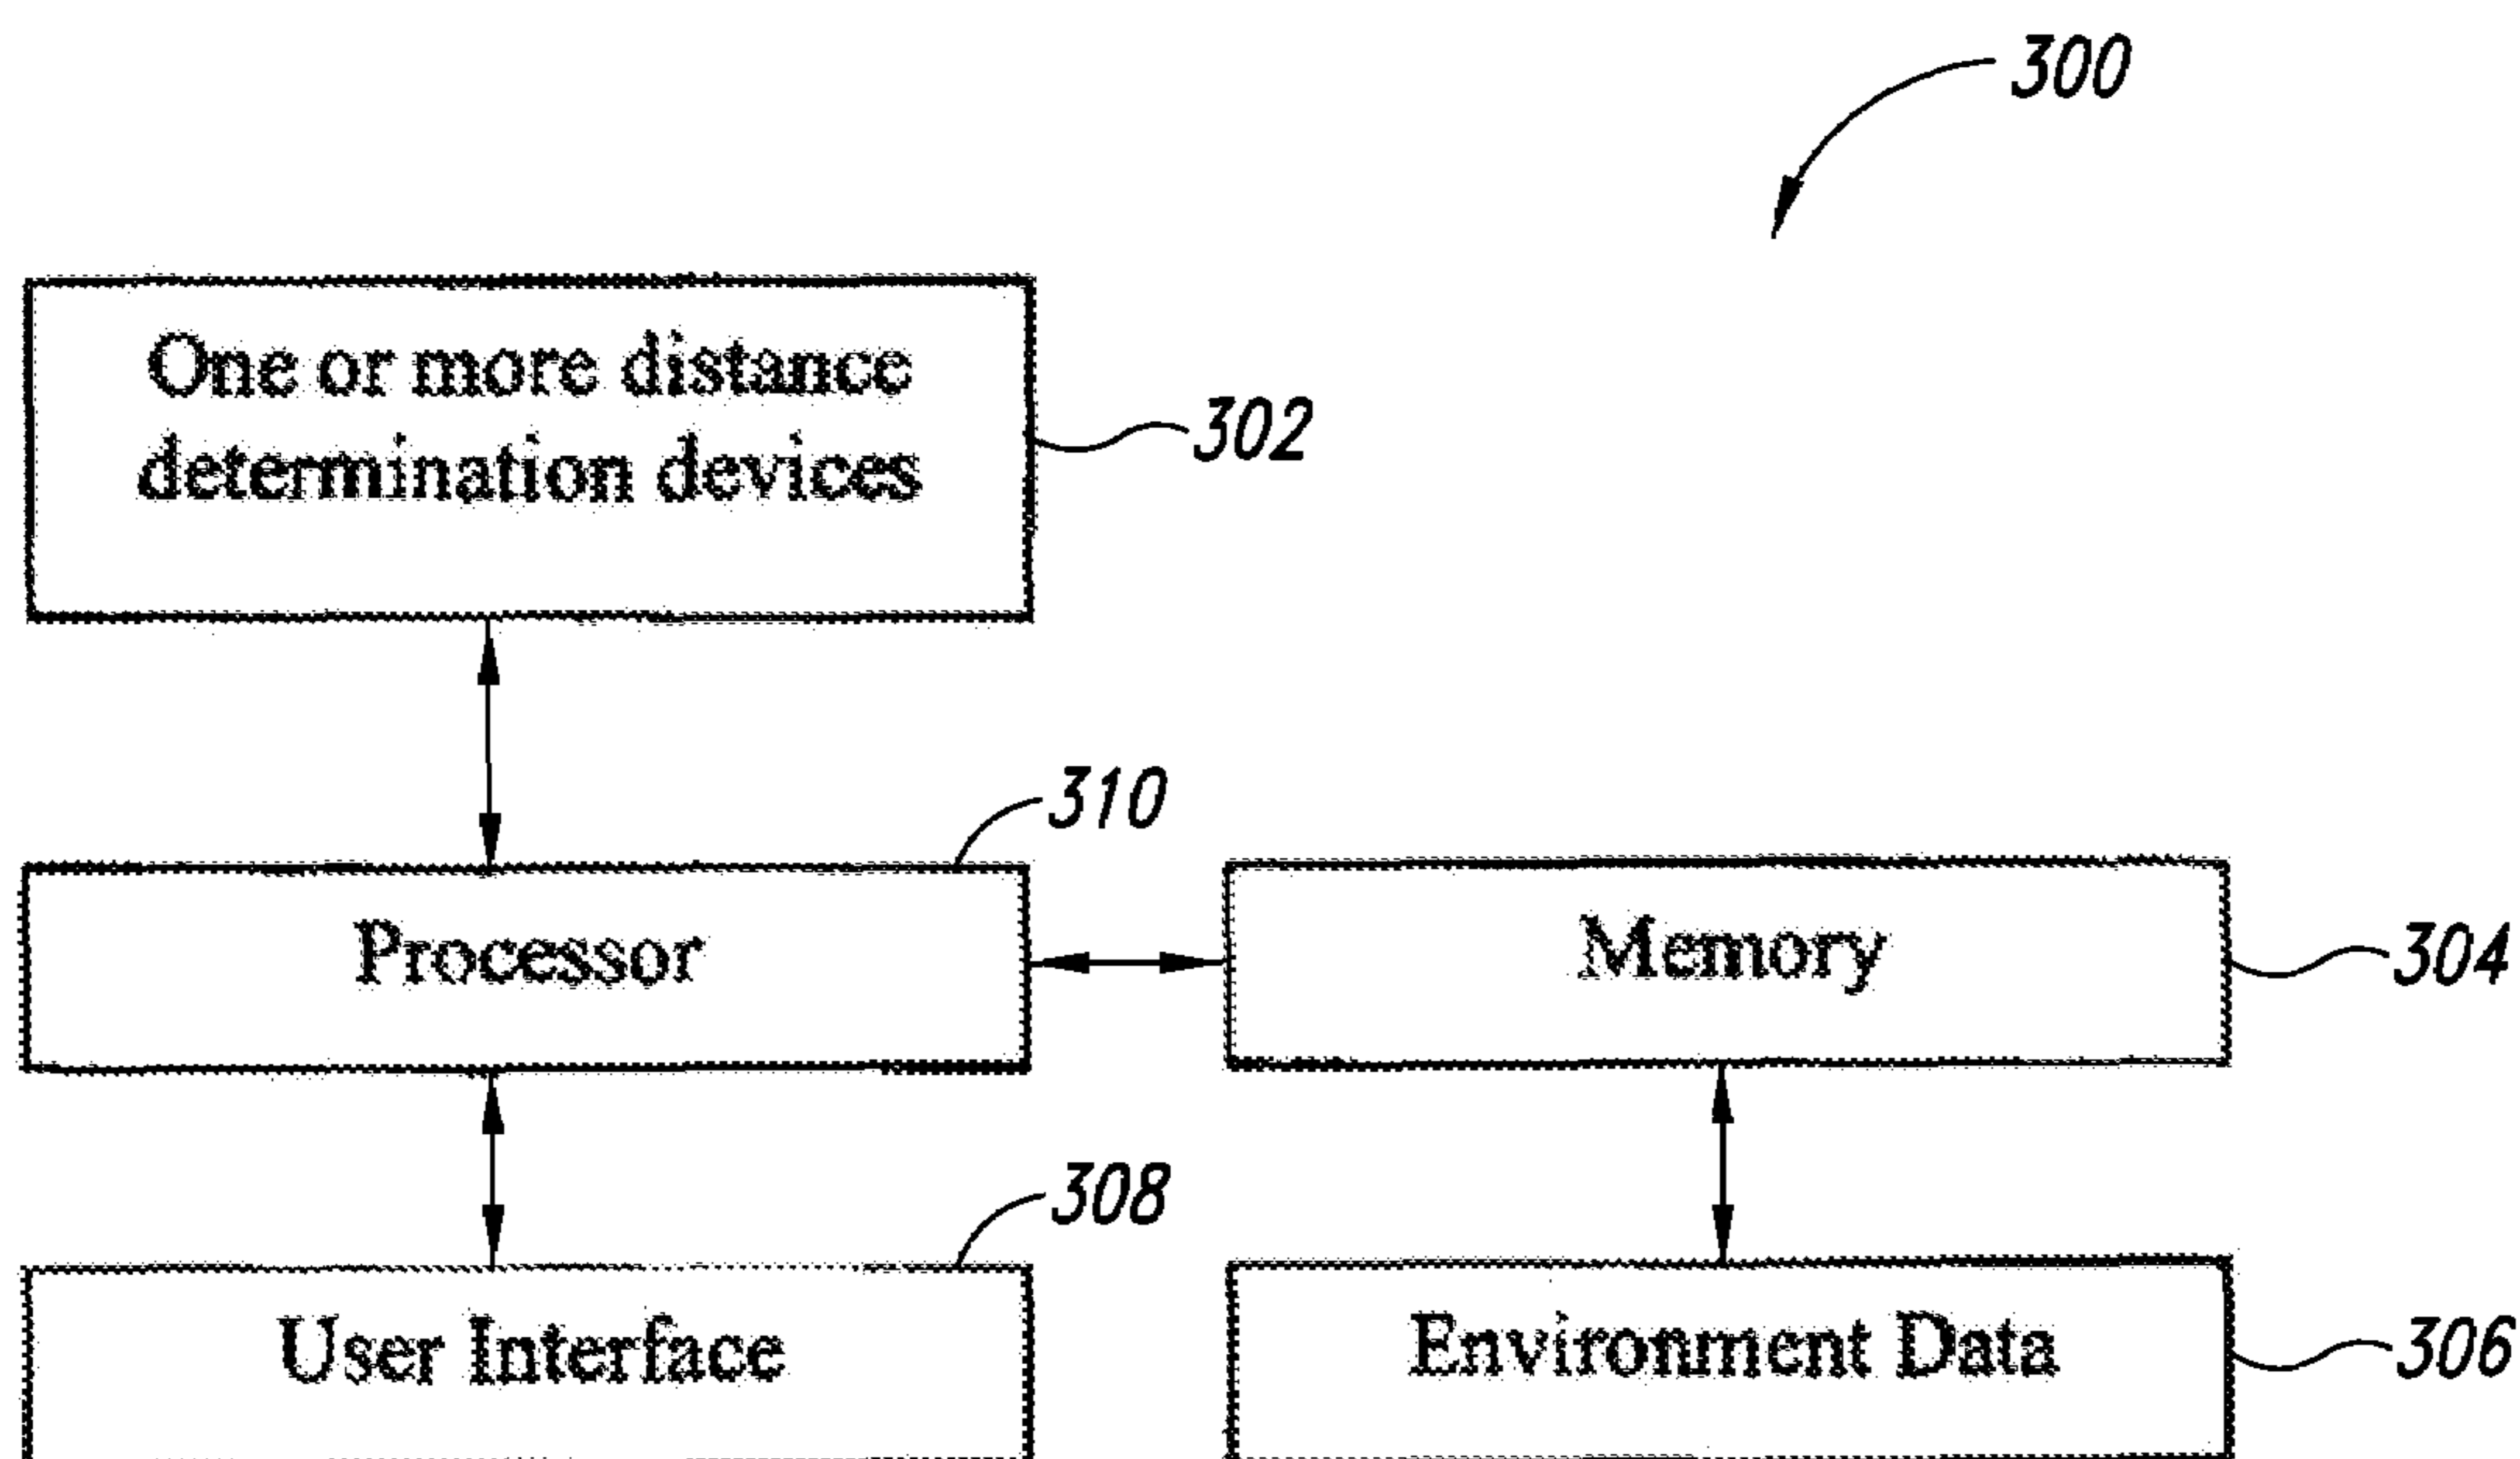 300
One or more distance
determination devices
302
310
Processor
Memory
304
308
User Interface
Environment Data
306